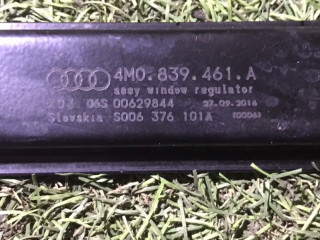 4M0.839.461.A
assy window regulator
06S 00629844 27.09.2016
Slovakia S006 376 101A